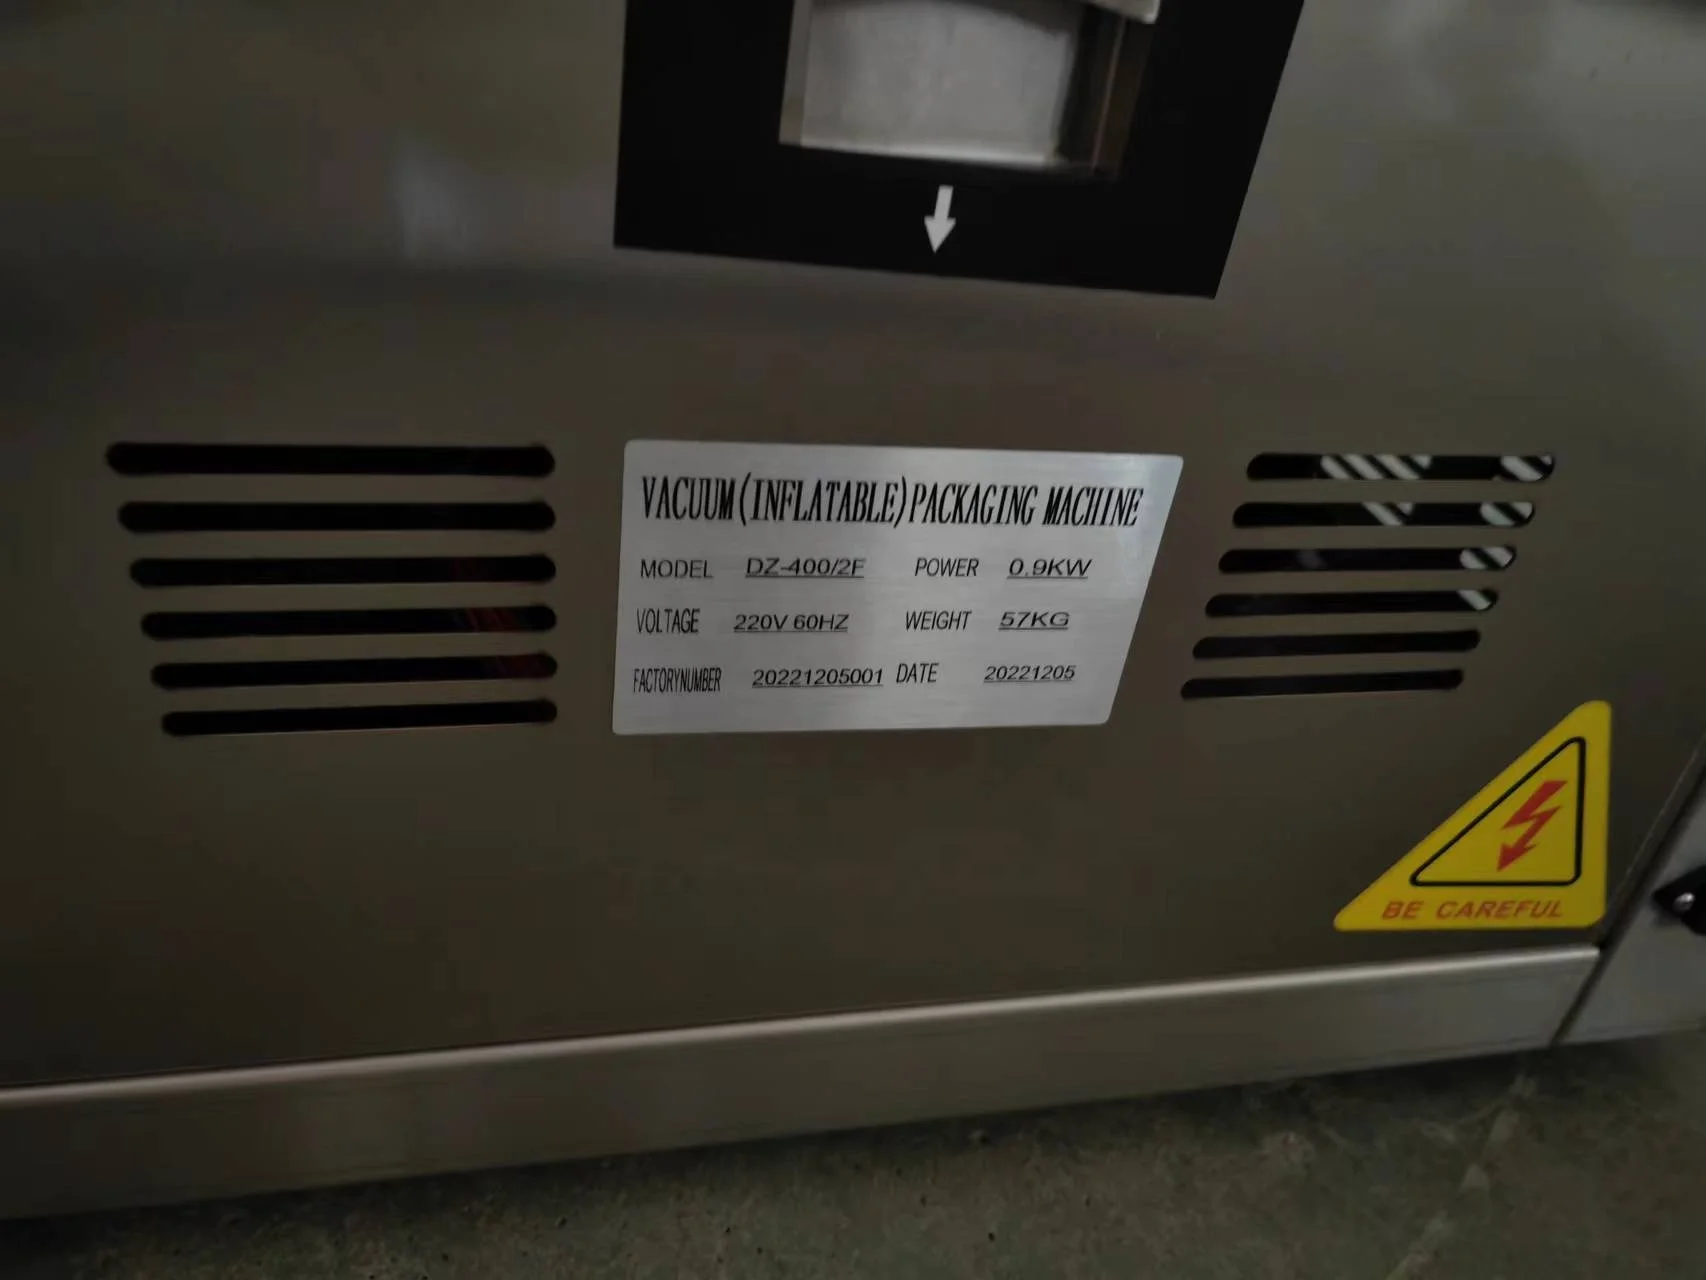 VACUUM(INFLATABLE)PACKAGING MACHINE
MODEL DZ-400/2F POWER 0.9KW
VOLTAGE 220V 60HZ WEIGHT 57KG
FACTORYNUMBER 20221205001 DATE 20221205
BE CAREFUL